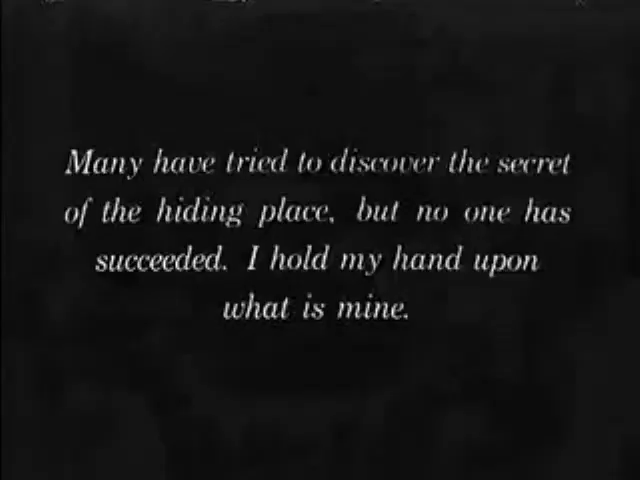 Many have tried to discover the secret
of the hiding place, but no one has
succeeded. I hold my hand upon
what is mine.